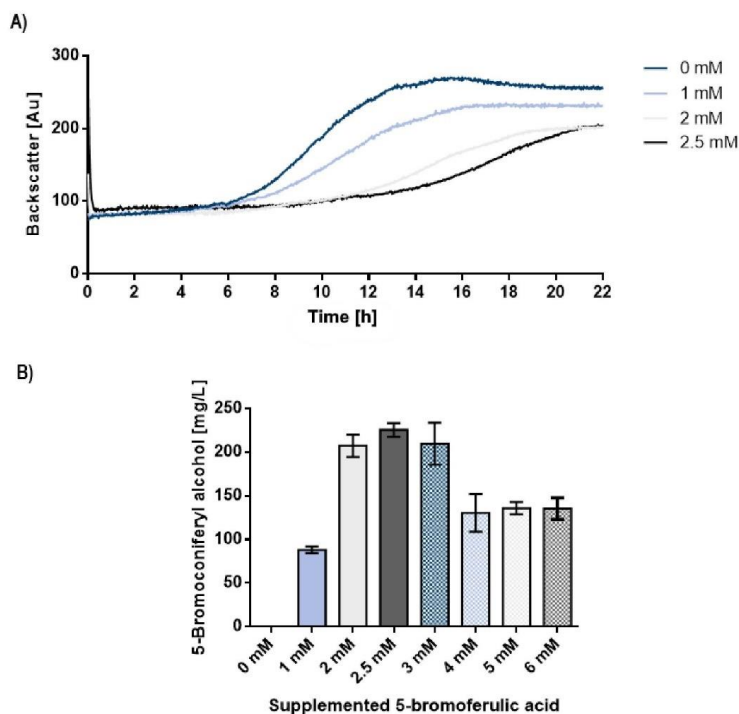 A)
300
200
100
0
Backscatter [Au]
0 2 4 6 8 10 12 14 16 18 20 22
Time [h]
0 mM
1 mM
2 mM
2.5 mM
B)
250
200
150
100
50
0
5-Bromoconiferyl alcohol [mg/L]
0 mM 1 mM 2 mM 2.5 mM 3 mM 4 mM 5 mM 6 mM
Supplemented 5-bromoferulic acid